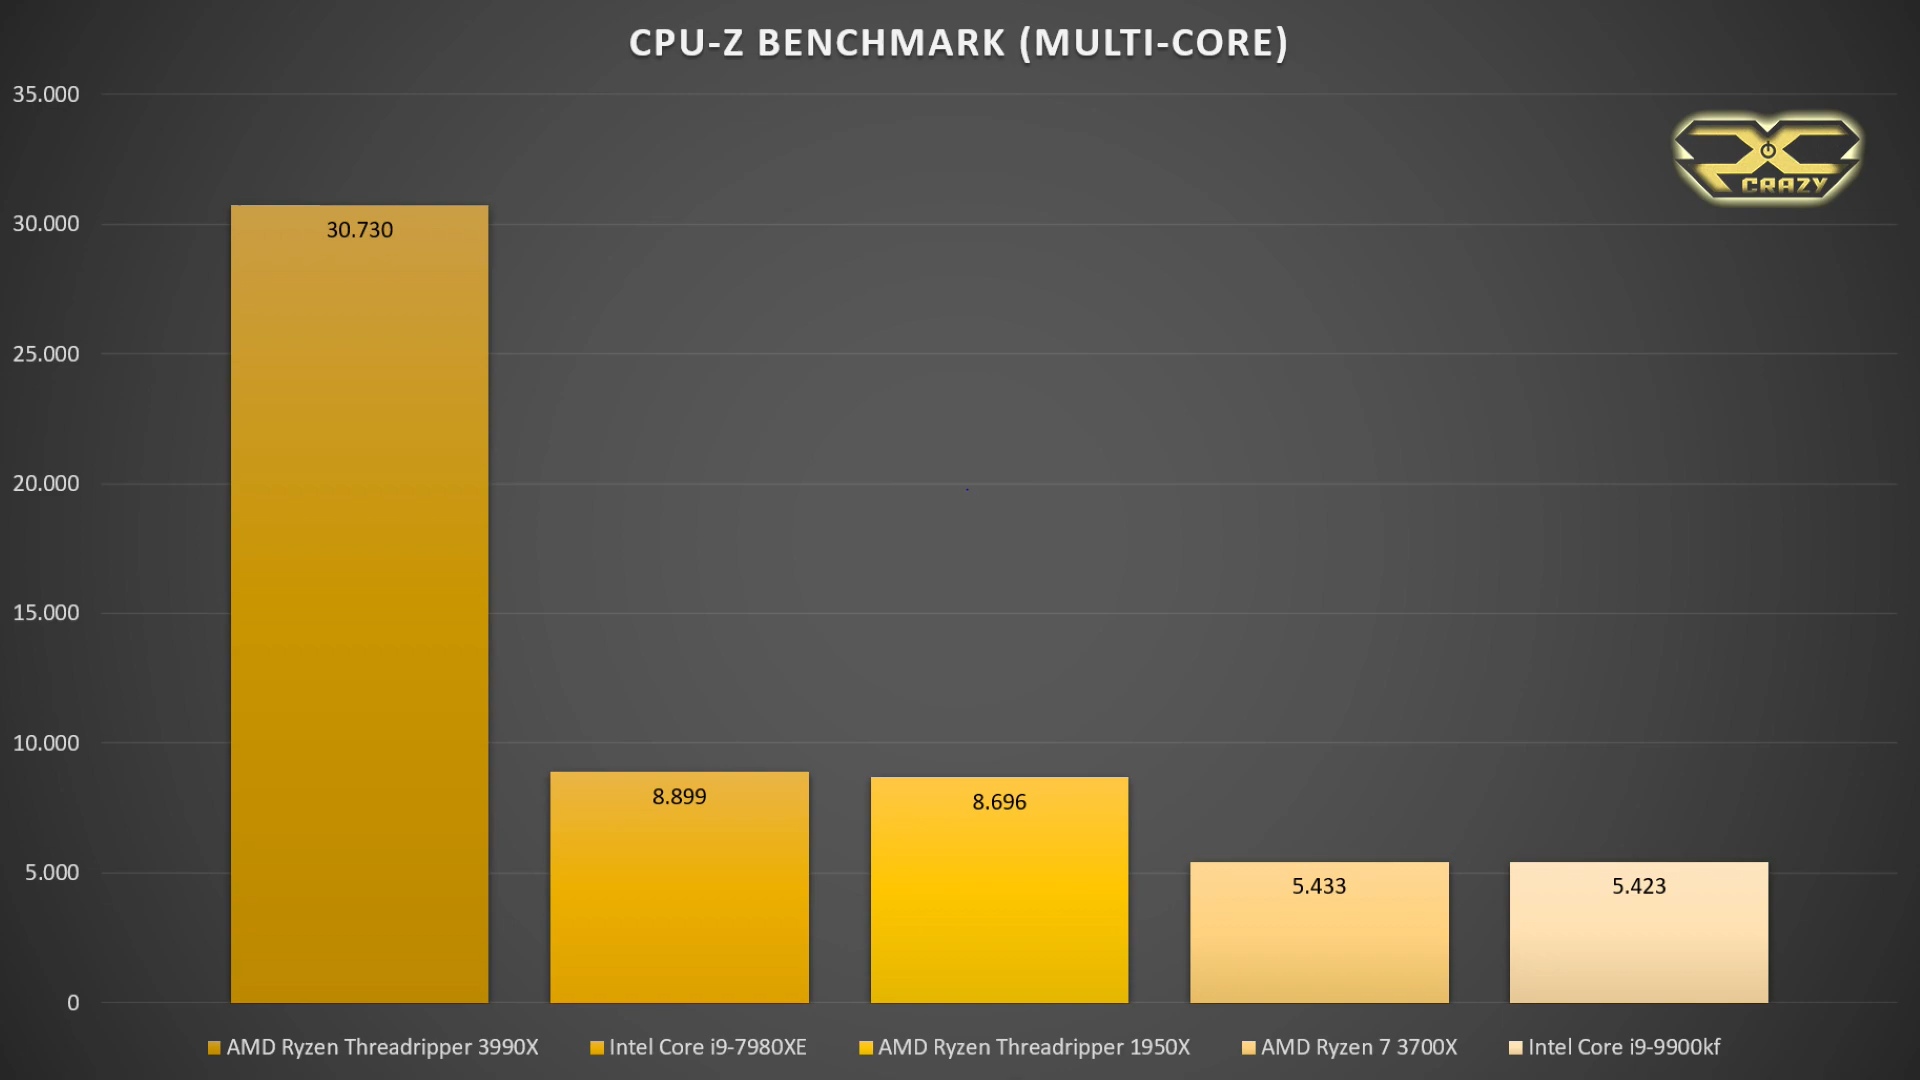 CPU-Z BENCHMARK (MULTI-CORE)
35.000
CRAZY
30.000
30.730
25.000
20.000
15.000
10.000
8.899
8.696
5.000
5.433
5.423
0
AMD Ryzen Threadripper 3990X
Intel Core i9-7980XE
AMD Ryzen Threadripper 1950X
AMD Ryzen 7 3700X
Intel Core i9-9900kf